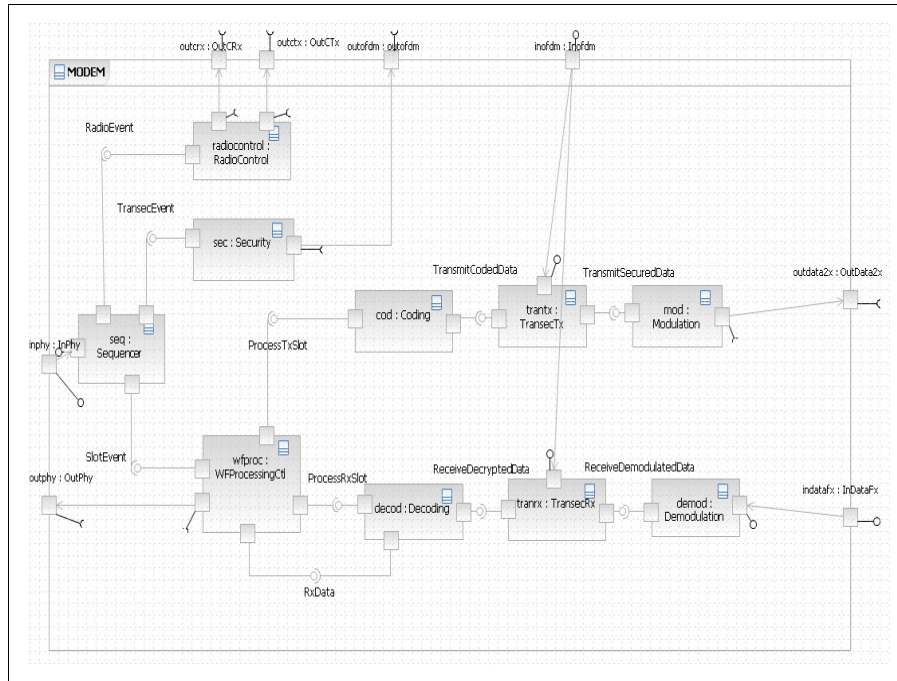 outcrx : OutCRx
outctx : OutCTx
outofdm : outofdm
inofdm : Inofdm
MODEM
RadioEvent
radiocontrol :
RadioControl
TransecEvent
sec : Security
TransmitCodedData
TransmitSecuredData
outdata2x : OutData2x
cod : Coding
trantx :
TransecTx
mod :
Modulation
inphy : InPhy
seq :
Sequencer
ProcessTxSlot
SlotEvent
wfproc :
WFProcessingCtl
outphy : OutPhy
ProcessRxSlot
ReceiveDecryptedData
ReceiveDemodulatedData
indatafx : InDataFx
decod : Decoding
tranrx : TransecRx
demod :
Demodulation
RxData